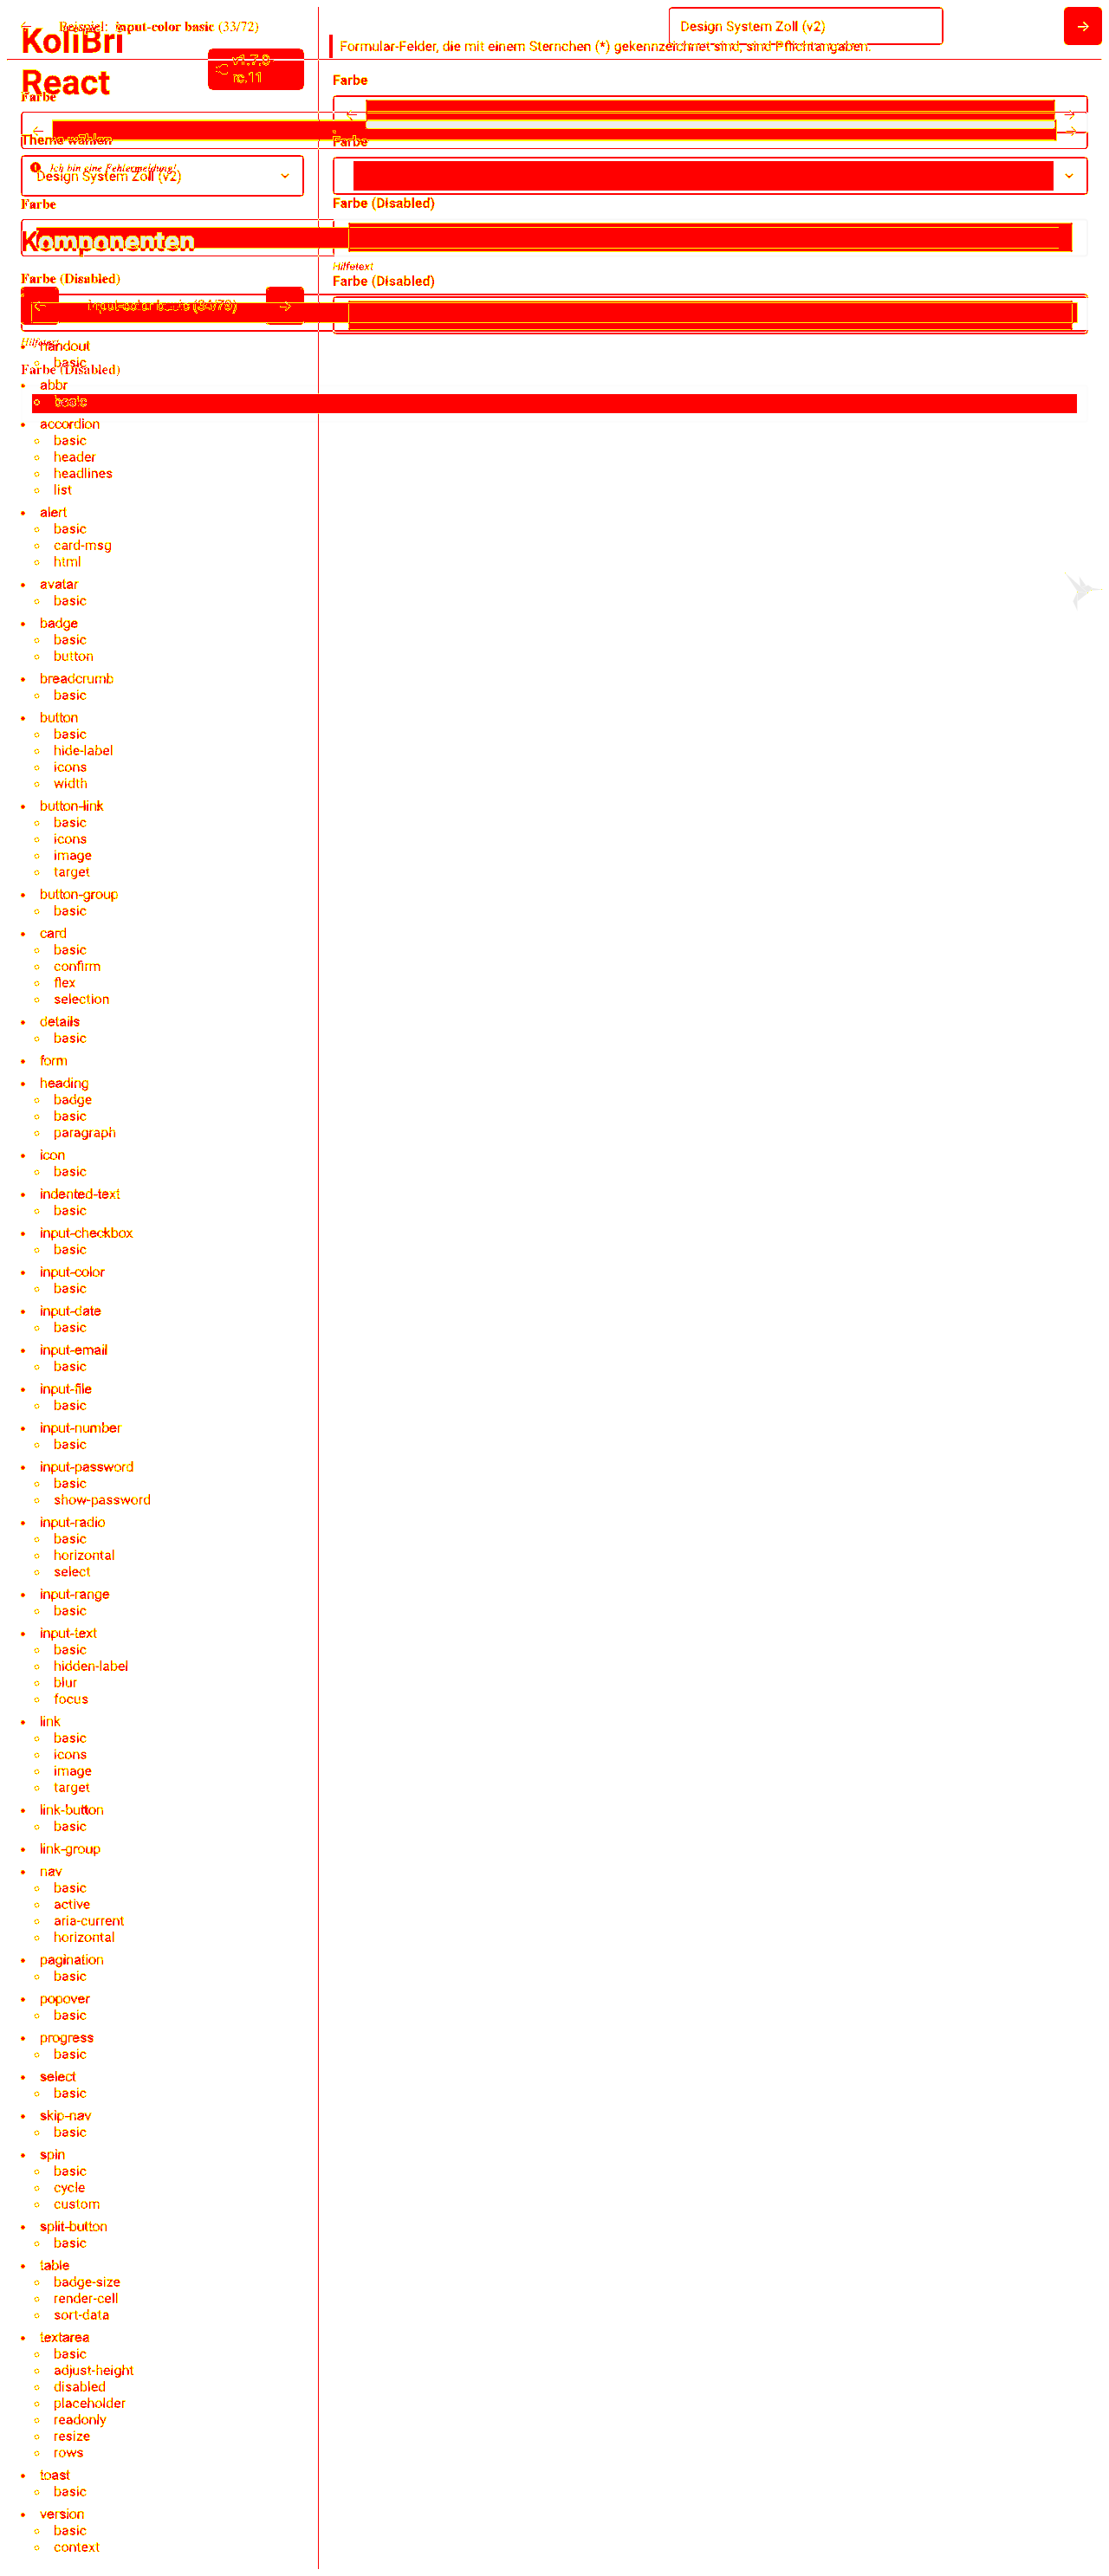 Beispiel: input-color basic (33/72)
Design System Zoll (v2)
KoliBri
React
v1.7.0-
rc.11
Formular-Felder, die mit einem Sternchen (*) gekennzeichnet sind, sind Pflichtangaben.
Farbe
Farbe
Theme wählen
Farbe
Ich bin eine Fehlermeldung!
Design System Zoll (v2)
Farbe
Farbe (Disabled)
Komponenten
Hilfetext
Farbe (Disabled)
Farbe (Disabled)
input-color basic (34/73)
Hilfetext
handout
basic
Farbe (Disabled)
abbr
basic
accordion
basic
header
headlines
list
alert
basic
card-msg
html
avatar
basic
badge
basic
button
breadcrumb
basic
button
basic
hide-label
icons
width
button-link
basic
icons
image
target
button-group
basic
card
basic
confirm
flex
selection
details
basic
form
heading
badge
basic
paragraph
icon
basic
indented-text
basic
input-checkbox
basic
input-color
basic
input-date
basic
input-email
basic
input-file
basic
input-number
basic
input-password
basic
show-password
input-radio
basic
horizontal
select
input-range
basic
input-text
basic
hidden-label
blur
focus
link
basic
icons
image
target
link-button
basic
link-group
nav
basic
active
aria-current
horizontal
pagination
basic
popover
basic
progress
basic
select
basic
skip-nav
basic
spin
basic
cycle
custom
split-button
basic
table
badge-size
render-cell
sort-data
textarea
basic
adjust-height
disabled
placeholder
readonly
resize
rows
toast
basic
version
basic
context